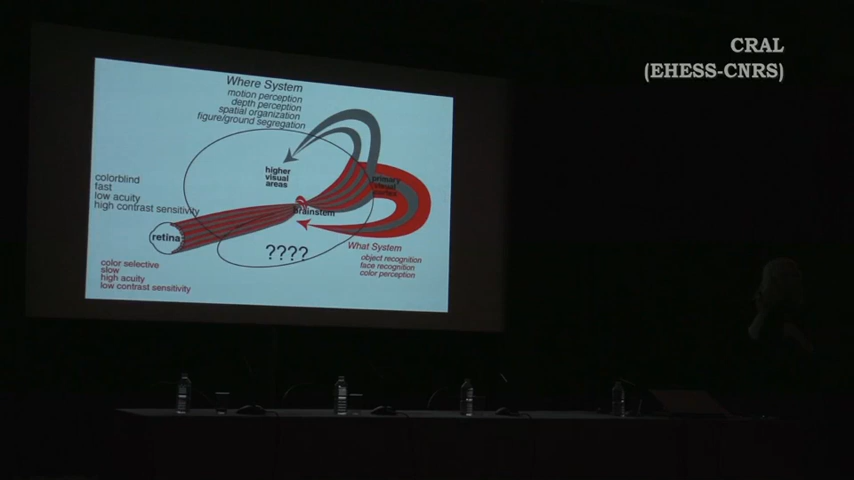 CRAL
(EHESS-CNRS)
Where System
motion perception
depth perception
spatial organization
figure/ground segregation
higher
visual
areas
primary
visual
colorblind
fast
low acuity
high contrast sensitivity
brainstem
retina
????
What System
object recognition
face recognition
color perception
color selective
slow
high acuity
low contrast sensitivity